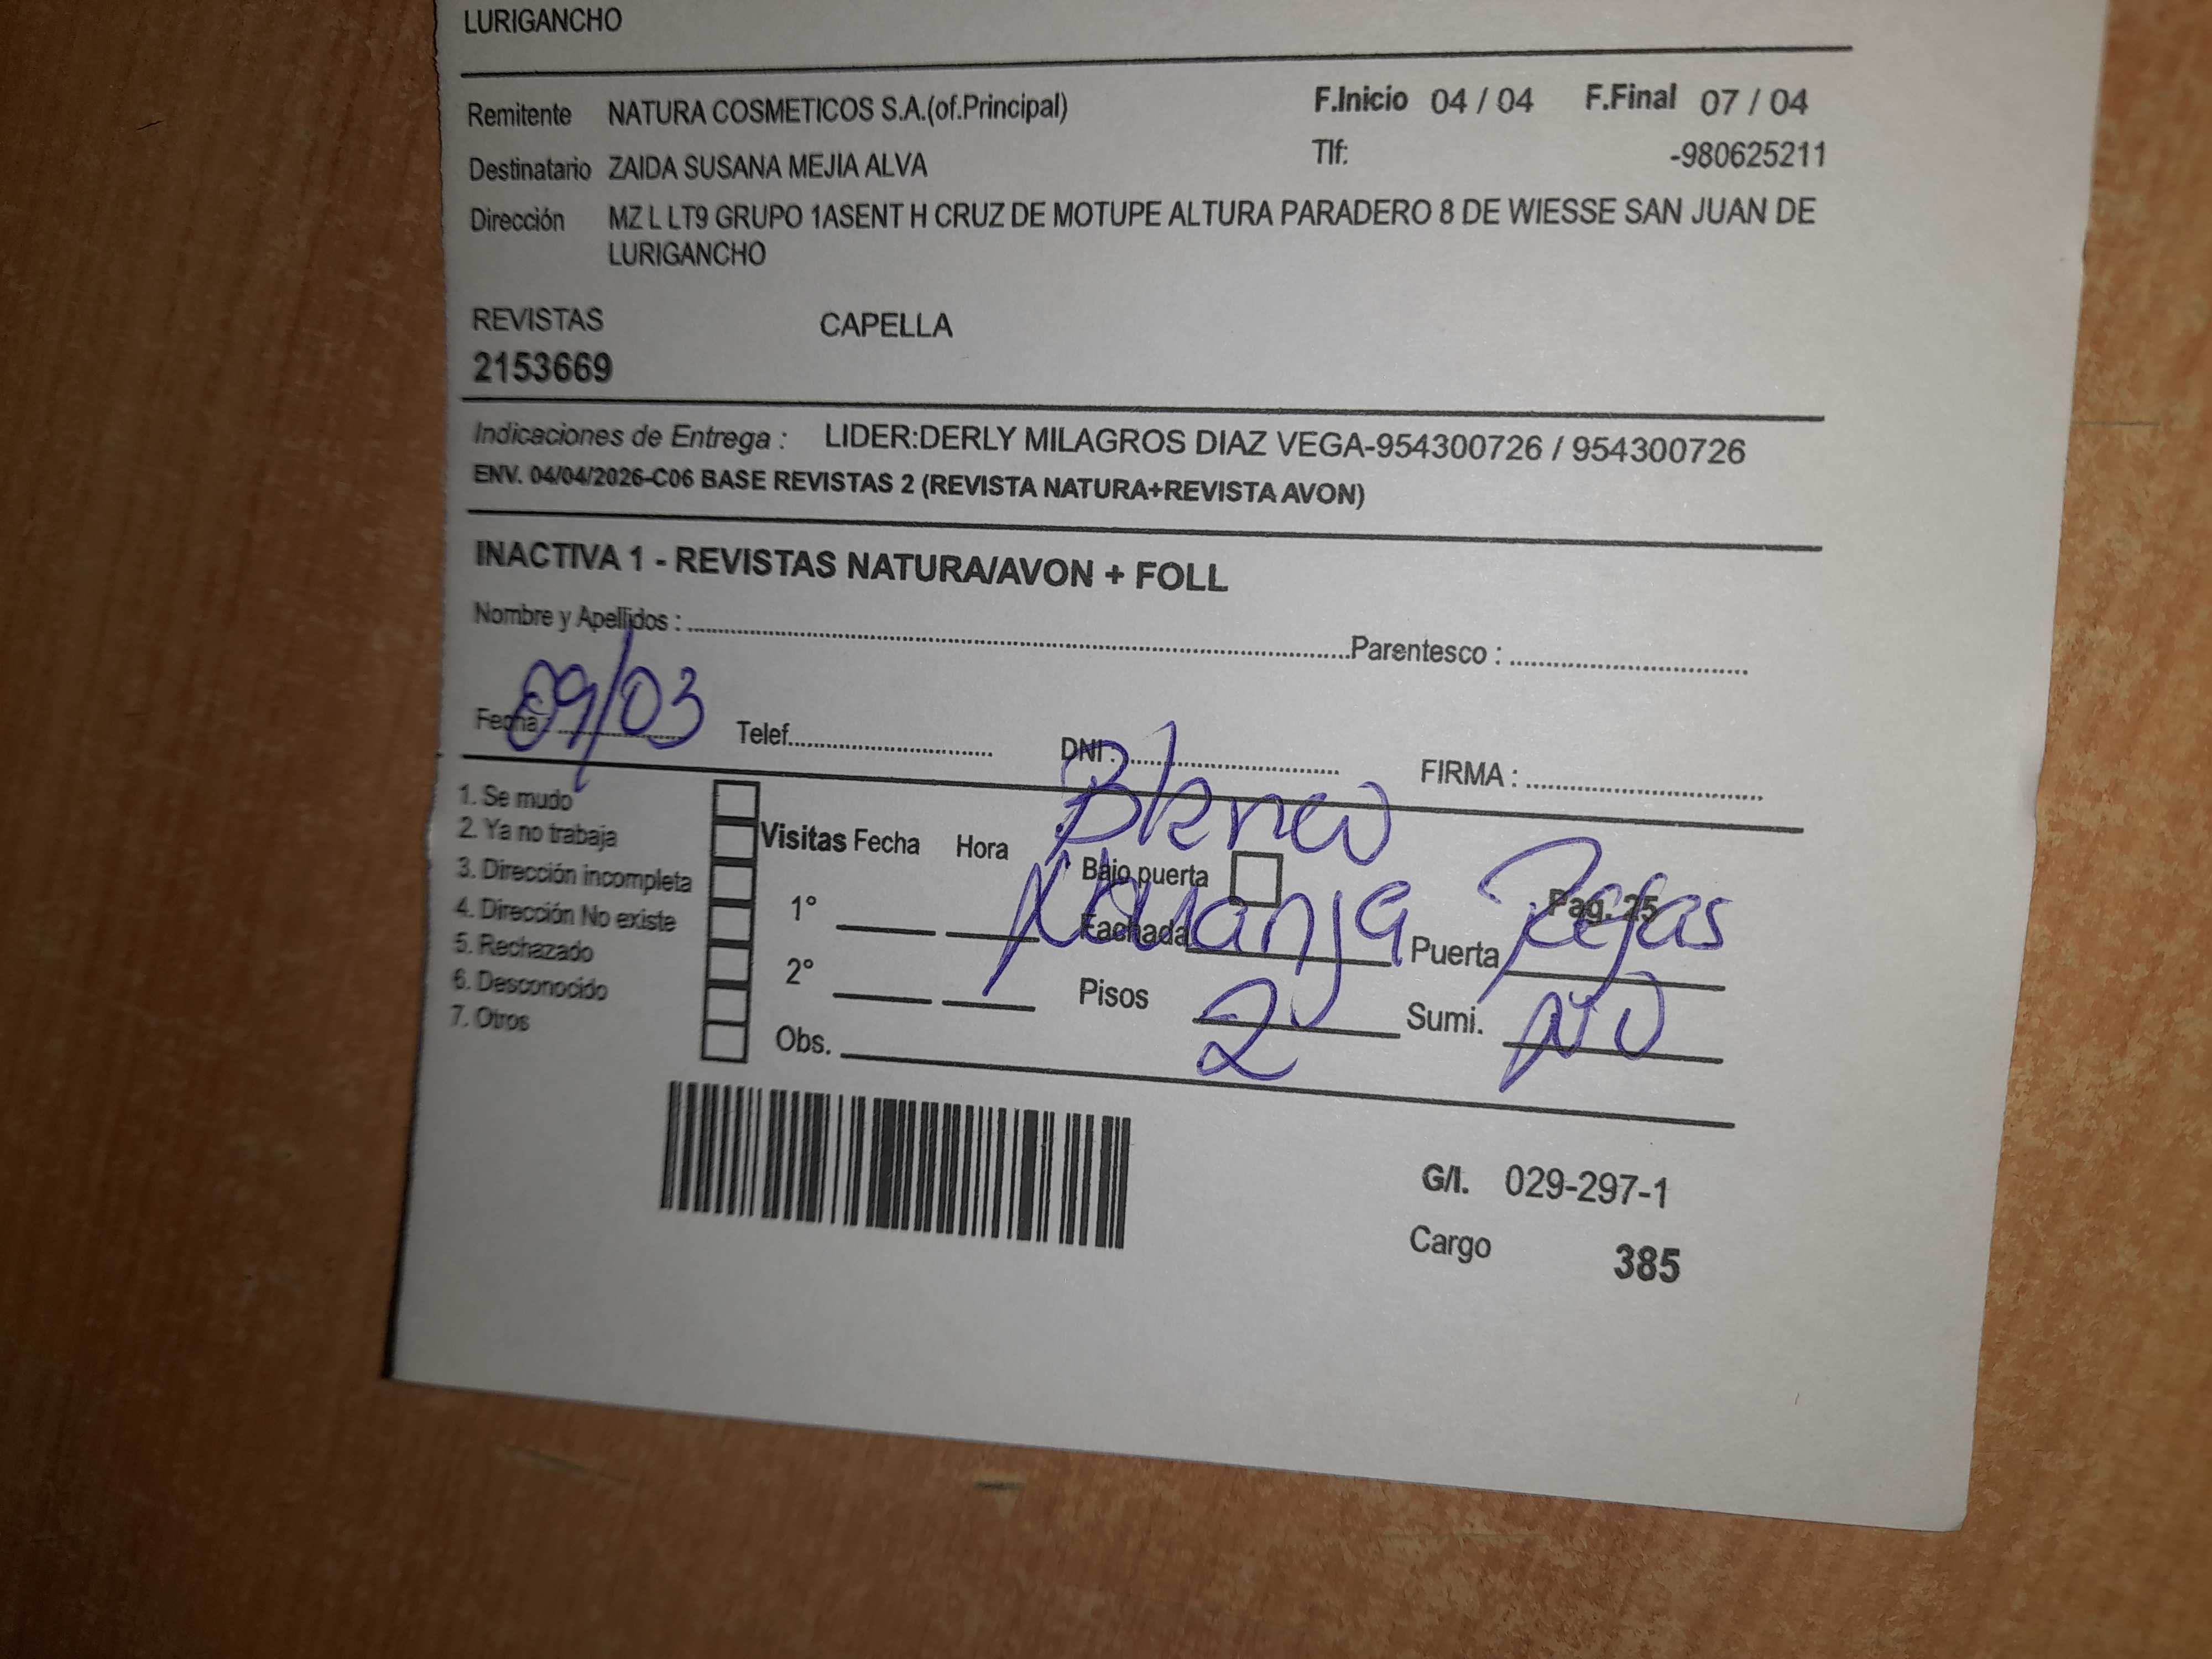 LURIGANCHO
Remitente NATURA COSMETICOS S.A.(of.Principal) F.Inicio 04 / 04 F.Final 07 / 04
Destinatario ZAIDA SUSANA MEJIA ALVA Tlf: -980625211
Dirección MZ L LT9 GRUPO 1ASENT H CRUZ DE MOTUPE ALTURA PARADERO 8 DE WIESSE SAN JUAN DE
LURIGANCHO
REVISTAS CAPELLA
2153669
Indicaciones de Entrega : LIDER:DERLY MILAGROS DIAZ VEGA-954300726 / 954300726
ENV. 04/04/2026-C06 BASE REVISTAS 2 (REVISTA NATURA+REVISTA AVON)
INACTIVA 1 - REVISTAS NATURA/AVON + FOLL
Nombre y Apellidos : Parentesco :
Fecha: 09/03 Telef. DNI : FIRMA :
1. Se mudo
2. Ya no trabaja
3. Dirección incompleta
4. Dirección No existe
5. Rechazado
6. Desconocido
7. Otros
Visitas Fecha Hora
1°
2°
Obs.
Blanco
Bajo puerta Pag. 25
Fachada Naranja Puerta Rejas
Pisos 2 Sumi. NO
G/I. 029-297-1
Cargo 385